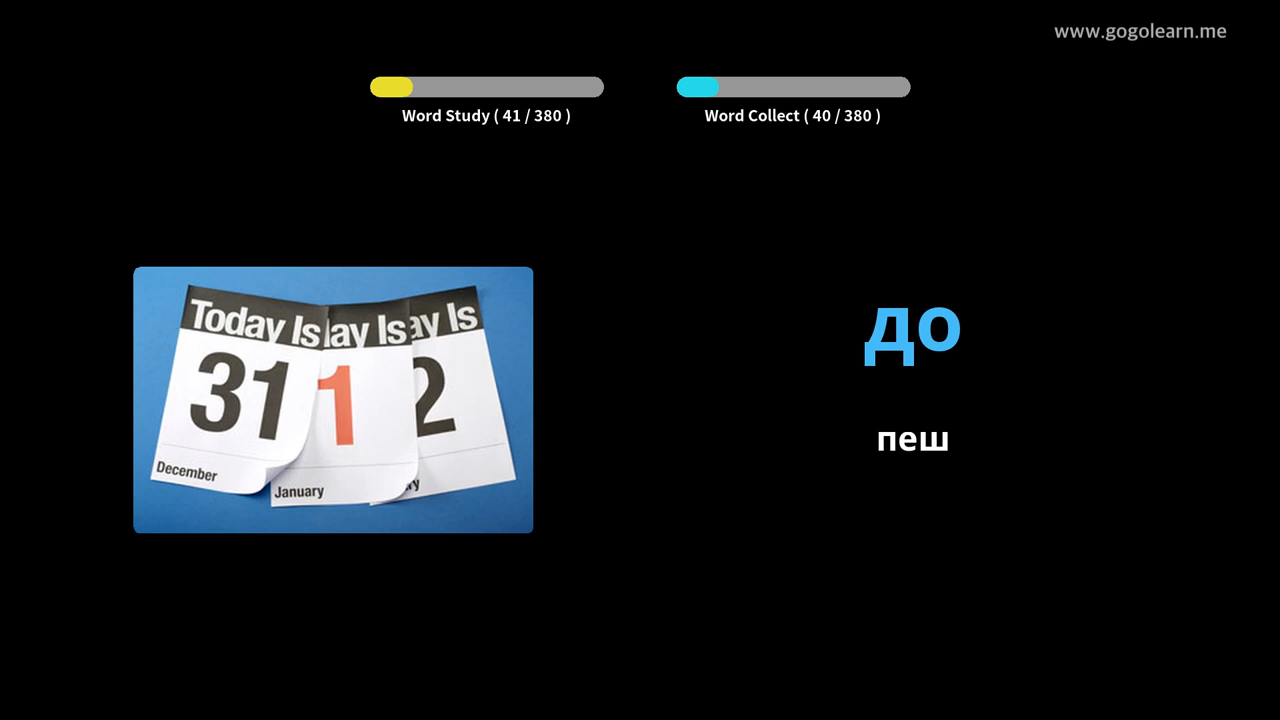 www.gogolearn.me
Word Study ( 41 / 380 )
Word Collect ( 40 / 380 )
Today Is
ay Is
ay Is
31
1
2
December
January
ry
до
пеш